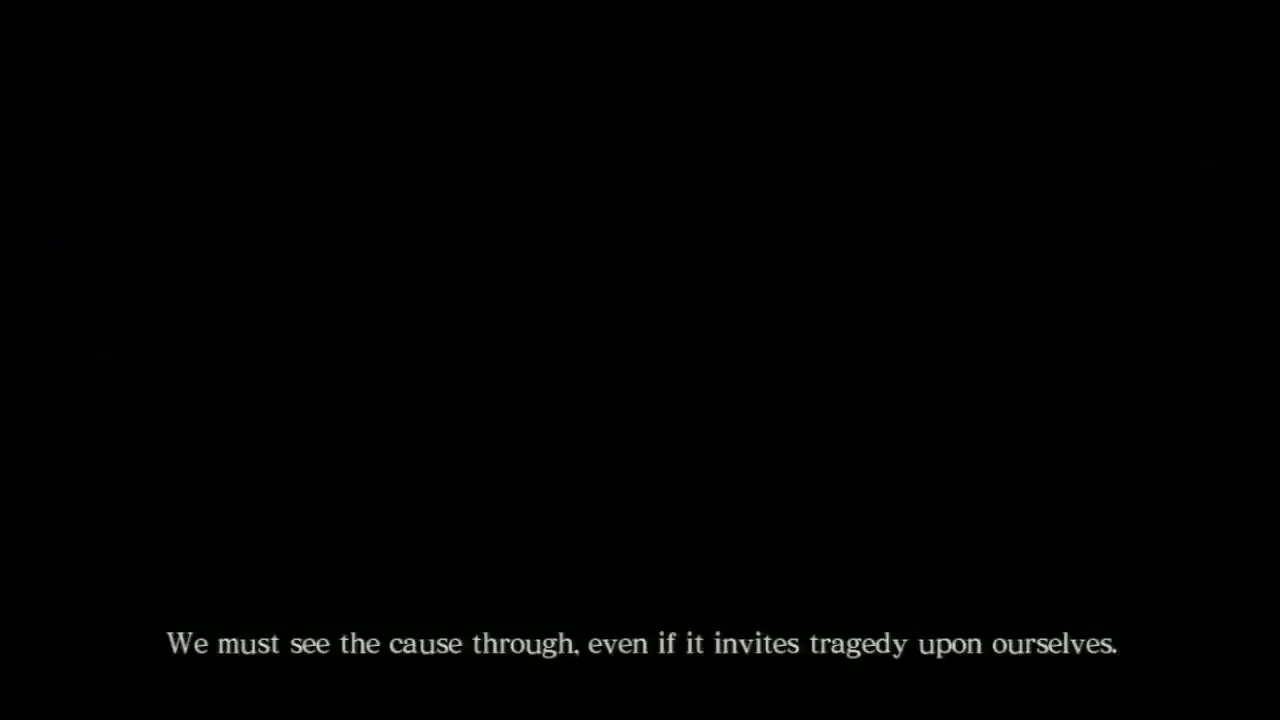 We must see the cause through, even if it invites tragedy upon ourselves.